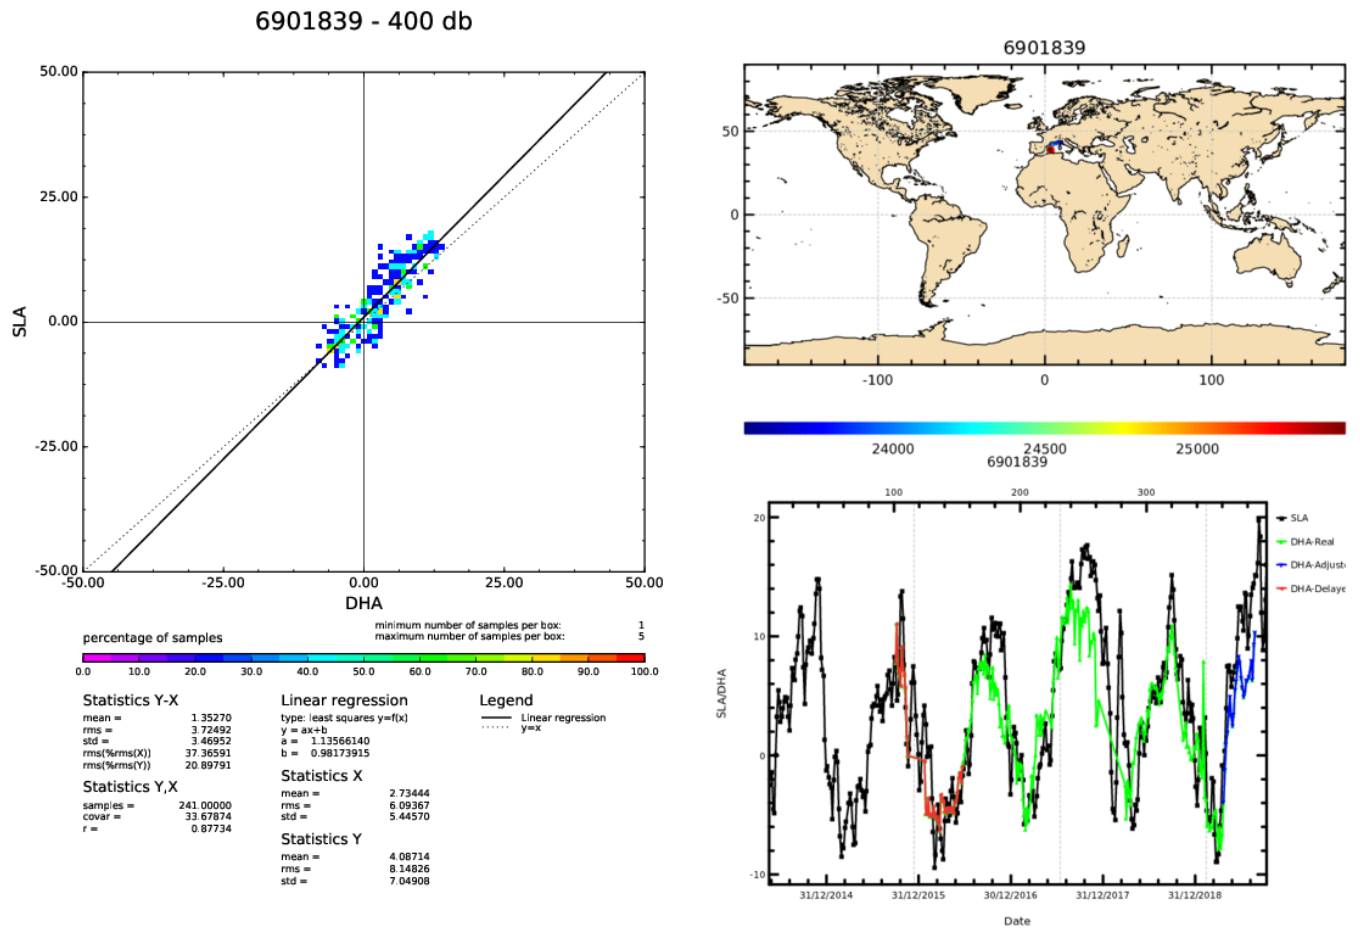 6901839 - 400 db
50.00
25.00
0.00
-25.00
-50.00
SLA
-50.00 -25.00 0.00 25.00 50.00
DHA
minimum number of samples per box: 1
percentage of samples maximum number of samples per box: 5
0.0 10.0 20.0 30.0 40.0 50.0 60.0 70.0 80.0 90.0 100.0
Statistics Y-X
mean = 1.35270
rms = 3.72492
std = 3.46952
rms(%rms(X)) 37.36591
rms(%rms(Y)) 20.89791
Statistics Y,X
samples = 241.00000
covar = 33.67874
r = 0.87734
Linear regression
type: least squares y=f(x)
y = ax+b
a = 1.13566140
b = 0.98173915
Statistics X
mean = 2.73444
rms = 6.09367
std = 5.44570
Statistics Y
mean = 4.08714
rms = 8.14826
std = 7.04908
Legend
Linear regression
y=x
6901839
50
0
-50
-100 0 100
24000 24500 25000
6901839
100 200 300
20
10
0
-10
SLA/DHA
31/12/2014 31/12/2015 30/12/2016 31/12/2017 31/12/2018
Date
SLA
DHA-Real
DHA-Adjust
DHA-Delaye